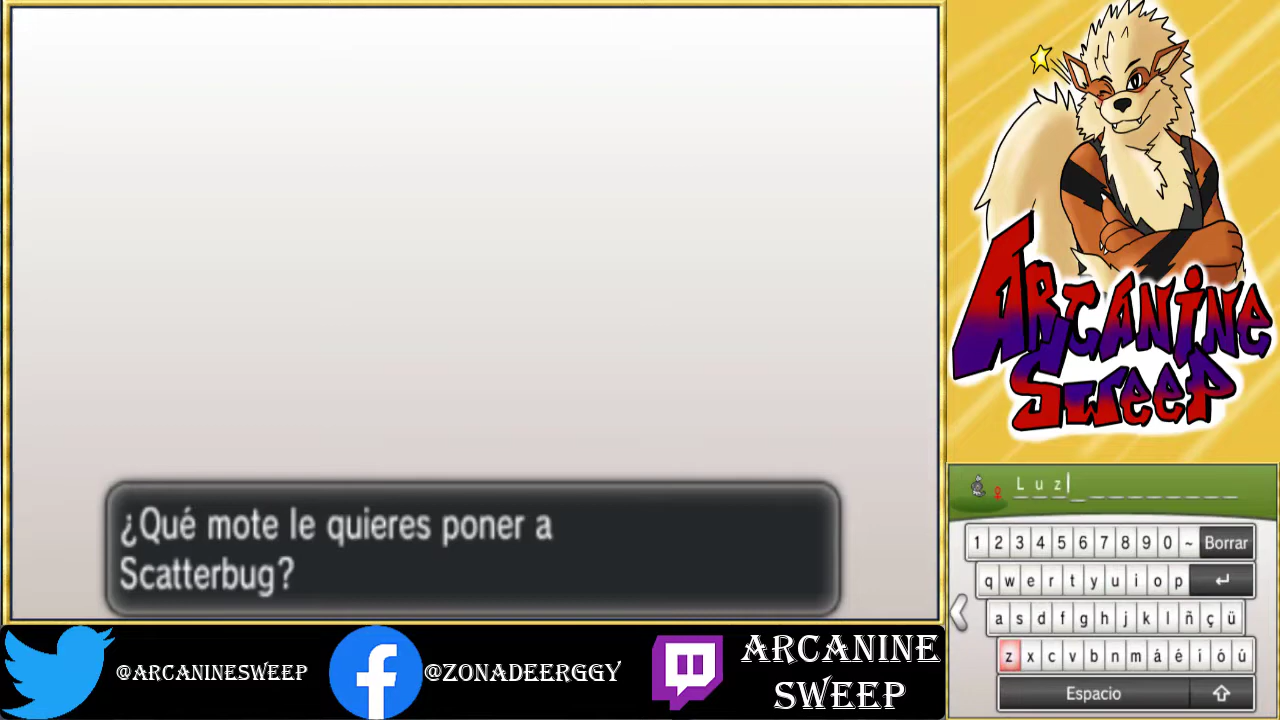 ¿Qué mote le quieres poner a
Scatterbug?
ARCANINE
SWEEP
Luz
1 2 3 4 5 6 7 8 9 0 ~ Borrar
q w e r t y u i o p
a s d f g h j k l ñ ç ü
z x c v b n m á é í ó ú
Espacio
@ARCANINESWEEP
@ZONADEERGGY
ARCANINE
SWEEP